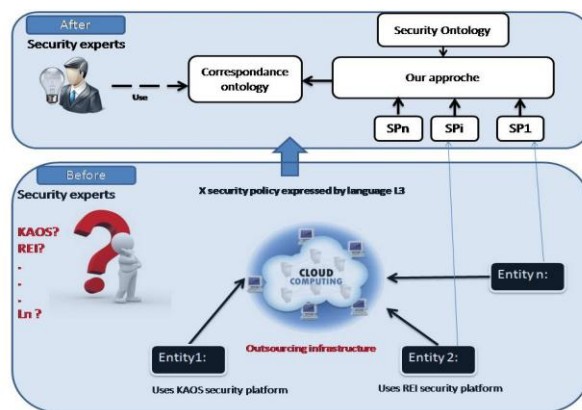 After
Security experts
Security Ontology
Correspondance
ontology
Our approche
Use
SPn
SPi
SP1
Before
Security experts
X security policy expressed by language L3
KAOS?
REI?
.
.
.
Ln ?
CLOUD
COMPUTING
Entity n:
Entity1:
Outsourcing infrastructure
Entity 2:
Uses KAOS security platform
Uses REI security platform